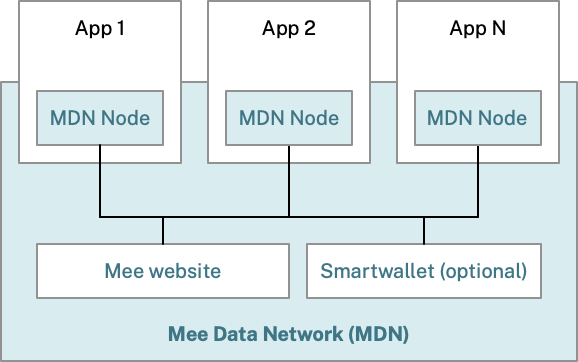 App 1
App 2
App N
MDN Node
MDN Node
MDN Node
Mee website
Smartwallet (optional)
Mee Data Network (MDN)